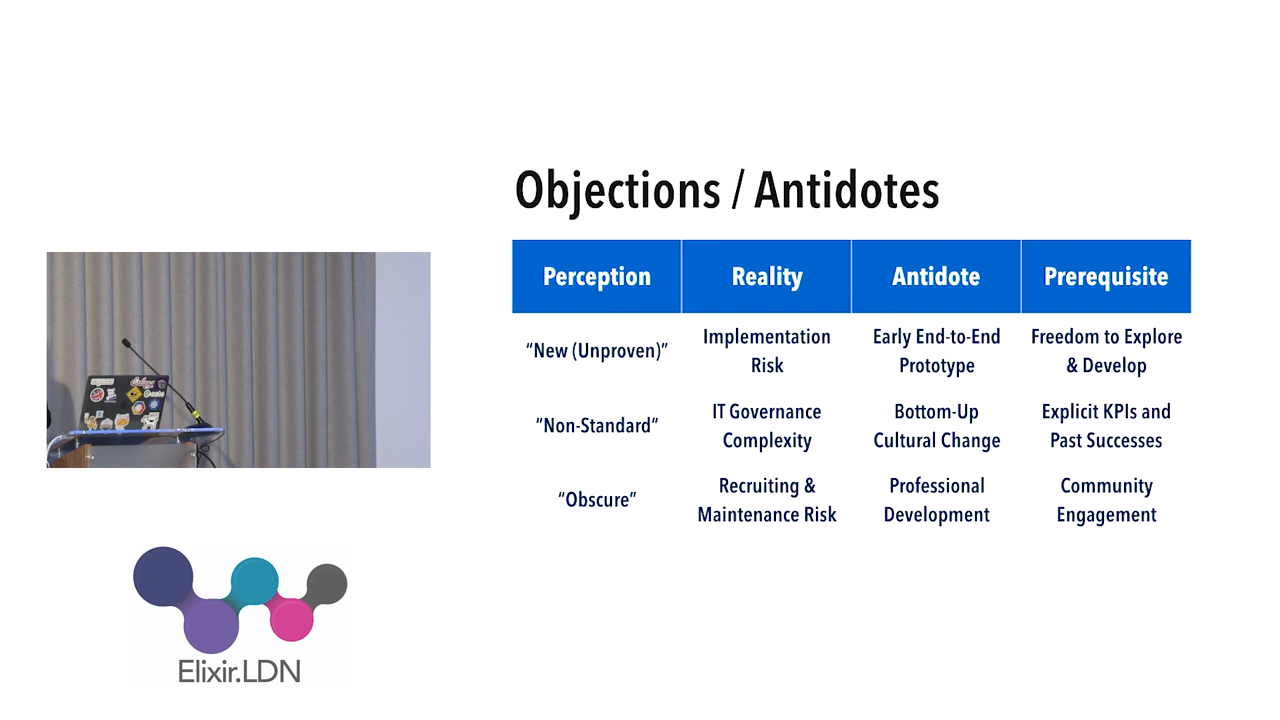 Objections / Antidotes
Perception Reality Antidote Prerequisite
“New (Unproven)” Implementation Risk Early End-to-End Prototype Freedom to Explore & Develop
“Non-Standard” IT Governance Complexity Bottom-Up Cultural Change Explicit KPIs and Past Successes
“Obscure” Recruiting & Maintenance Risk Professional Development Community Engagement
Elixir.LDN